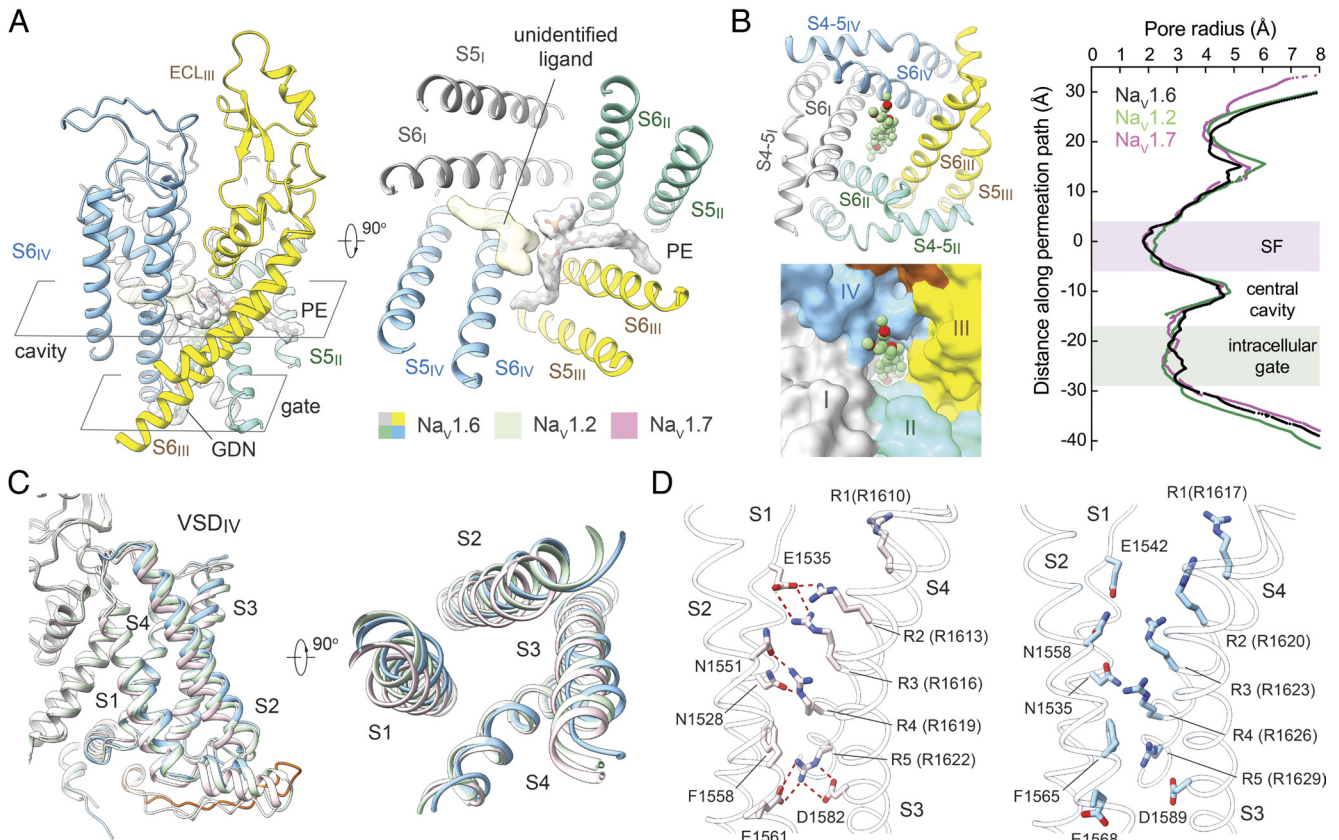 A
ECLIII
S6IV
90°
PE
cavity
S5II
gate
S6III
GDN
unidentified
ligand
S5I
S6I
S6II
S5II
PE
S6III
S5IV
S6IV
S5III
NaV1.6
NaV1.2
NaV1.7
B
S4-5IV
S6IV
S6I
S4-5I
S6III
S6II
S5III
S4-5II
IV
III
I
II
Pore radius (Å)
0 1 2 3 4 5 6 7 8
Distance along permeation path (Å)
30
20
10
0
-10
-20
-30
-40
NaV1.6
NaV1.2
NaV1.7
SF
central
cavity
intracellular
gate
C
VSDIV
S3
S4
S1
S2
90°
S2
S3
S1
S4
D
R1(R1610)
S1
E1535
S2
S4
R2 (R1613)
N1551
R3 (R1616)
N1528
R4 (R1619)
R5 (R1622)
F1558
D1582
S3
E1561
R1(R1617)
S1
E1542
S2
S4
R2 (R1620)
N1558
R3 (R1623)
N1535
R4 (R1626)
F1565
R5 (R1629)
D1589
S3
E1568